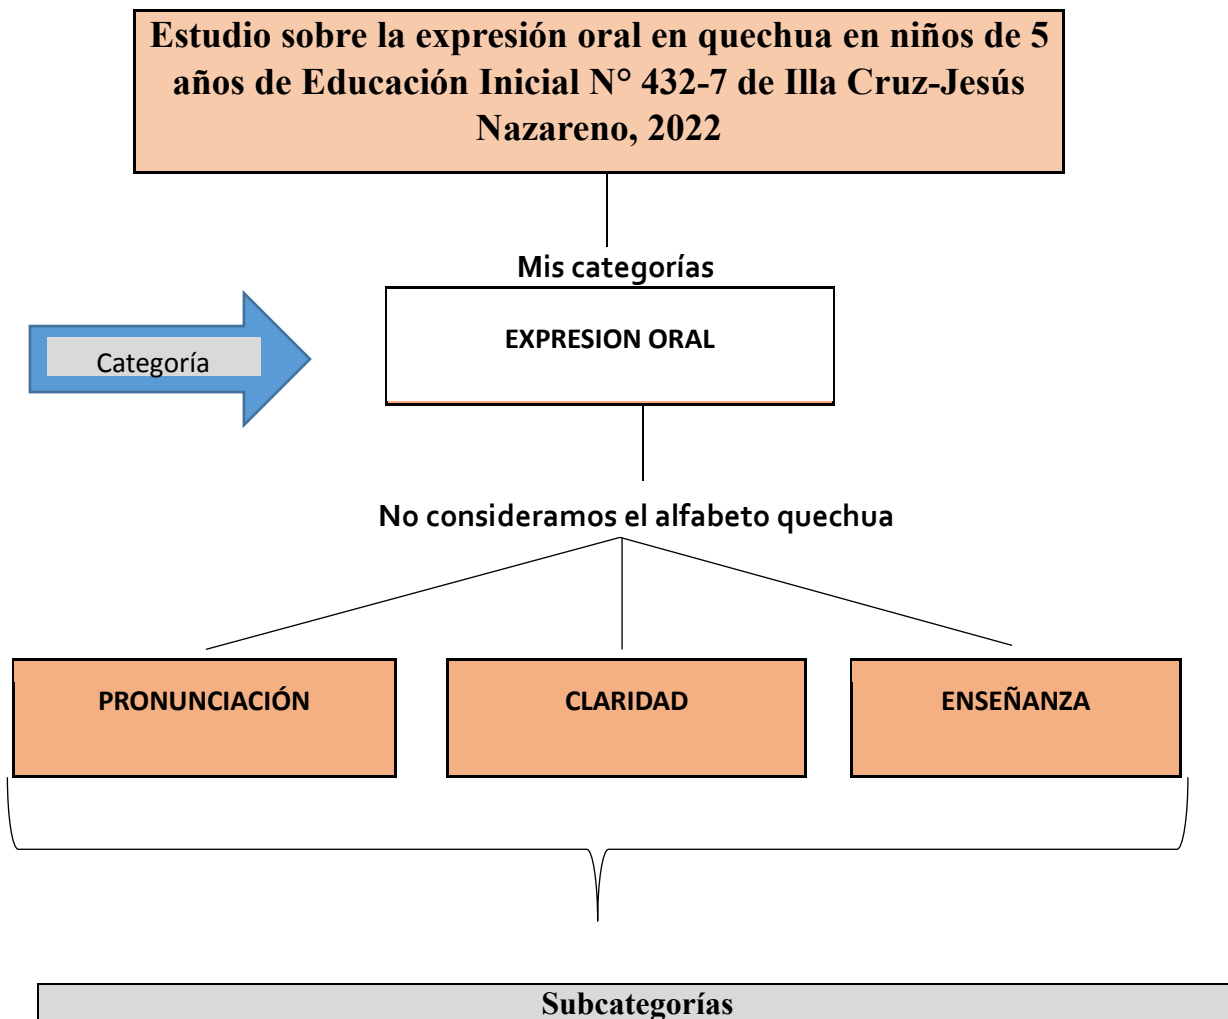 Estudio sobre la expresión oral en quechua en niños de 5
años de Educación Inicial N° 432-7 de Illa Cruz-Jesús
Nazareno, 2022
Mis categorías
EXPRESION ORAL
Categoría
No consideramos el alfabeto quechua
PRONUNCIACIÓN
CLARIDAD
ENSEÑANZA
Subcategorías